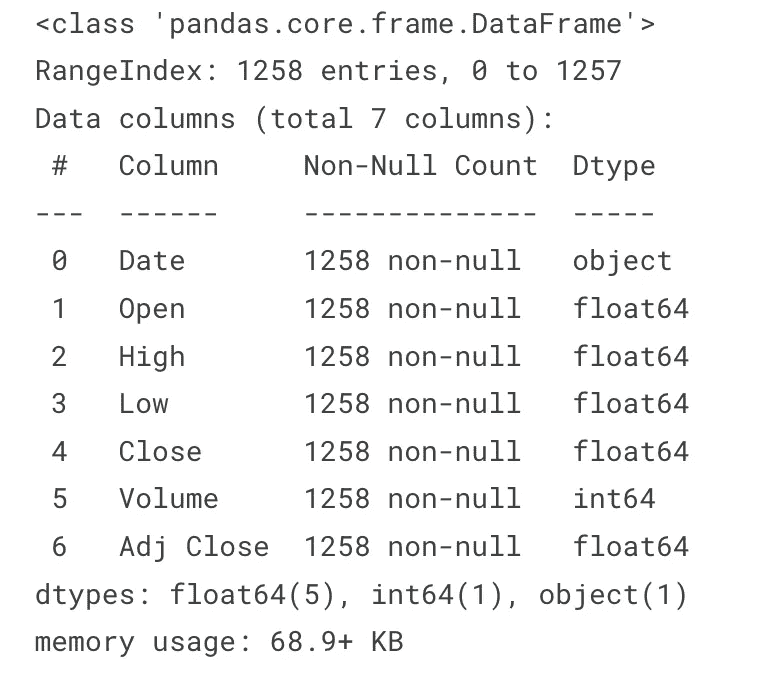 <class 'pandas.core.frame.DataFrame'>
RangeIndex: 1258 entries, 0 to 1257
Data columns (total 7 columns):
 #   Column     Non-Null Count  Dtype
---  ------     --------------  -----
 0   Date       1258 non-null   object
 1   Open       1258 non-null   float64
 2   High       1258 non-null   float64
 3   Low        1258 non-null   float64
 4   Close      1258 non-null   float64
 5   Volume     1258 non-null   int64
 6   Adj Close  1258 non-null   float64
dtypes: float64(5), int64(1), object(1)
memory usage: 68.9+ KB